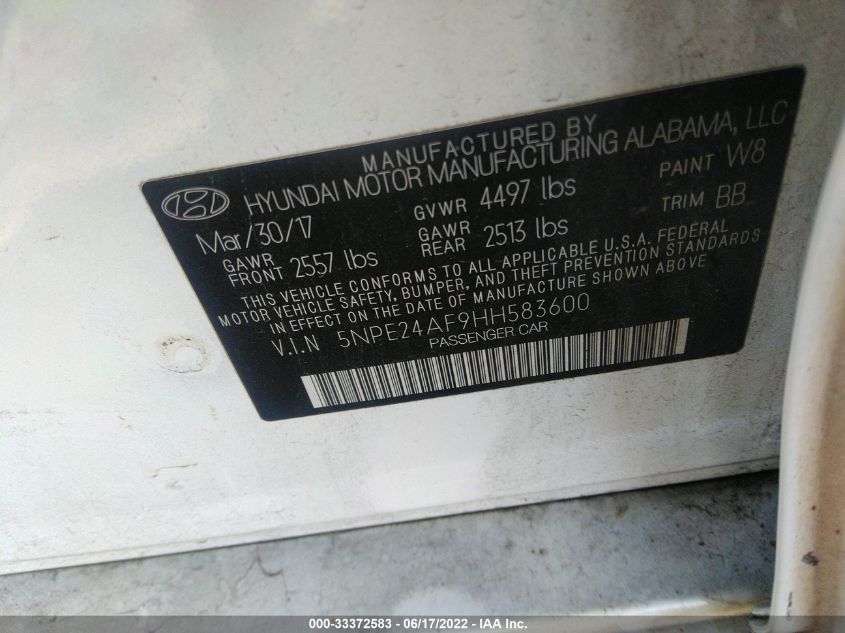 MANUFACTURED BY
HYUNDAI MOTOR MANUFACTURING ALABAMA, LLC
Mar/30/17 GVWR 4497 lbs PAINT W8
GAWR FRONT 2557 lbs GAWR REAR 2513 lbs TRIM BB
THIS VEHICLE CONFORMS TO ALL APPLICABLE U.S.A. FEDERAL
MOTOR VEHICLE SAFETY, BUMPER, AND THEFT PREVENTION STANDARDS
IN EFFECT ON THE DATE OF MANUFACTURE SHOWN ABOVE
V.I.N 5NPE24AF9HH583600
PASSENGER CAR
000-33372583 - 06/17/2022 - IAA Inc.